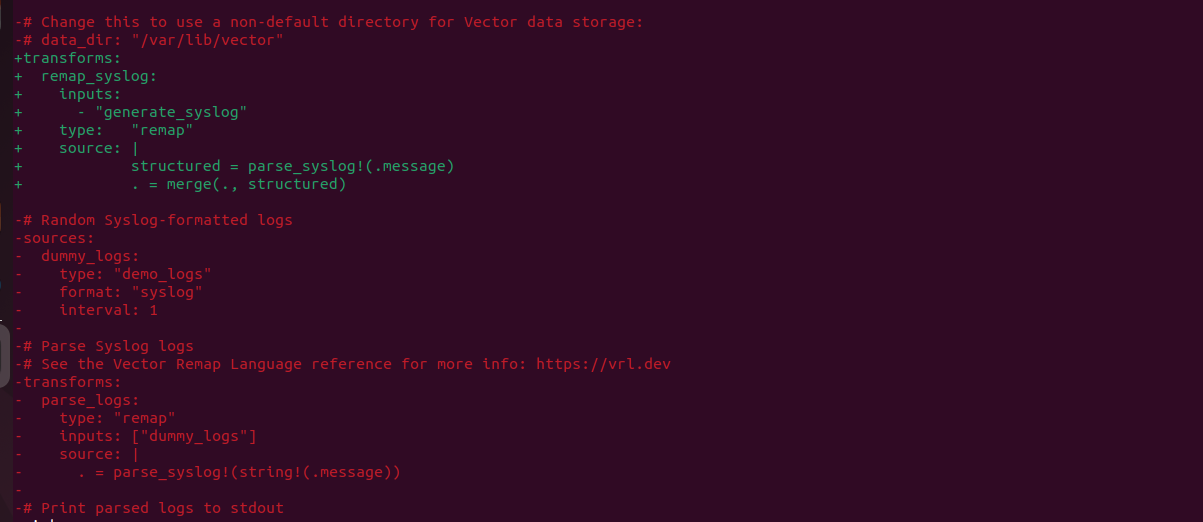 -# Change this to use a non-default directory for Vector data storage:
-# data_dir: "/var/lib/vector"
+transforms:
+  remap_syslog:
+    inputs:
+      - "generate_syslog"
+    type:   "remap"
+    source: |
+            structured = parse_syslog!(.message)
+            . = merge(., structured)
-# Random Syslog-formatted logs
-sources:
-  dummy_logs:
-    type: "demo_logs"
-    format: "syslog"
-    interval: 1
-
-# Parse Syslog logs
-# See the Vector Remap Language reference for more info: https://vrl.dev
-transforms:
-  parse_logs:
-    type: "remap"
-    inputs: ["dummy_logs"]
-    source: |
-      . = parse_syslog!(string!(.message))
-
-# Print parsed logs to stdout